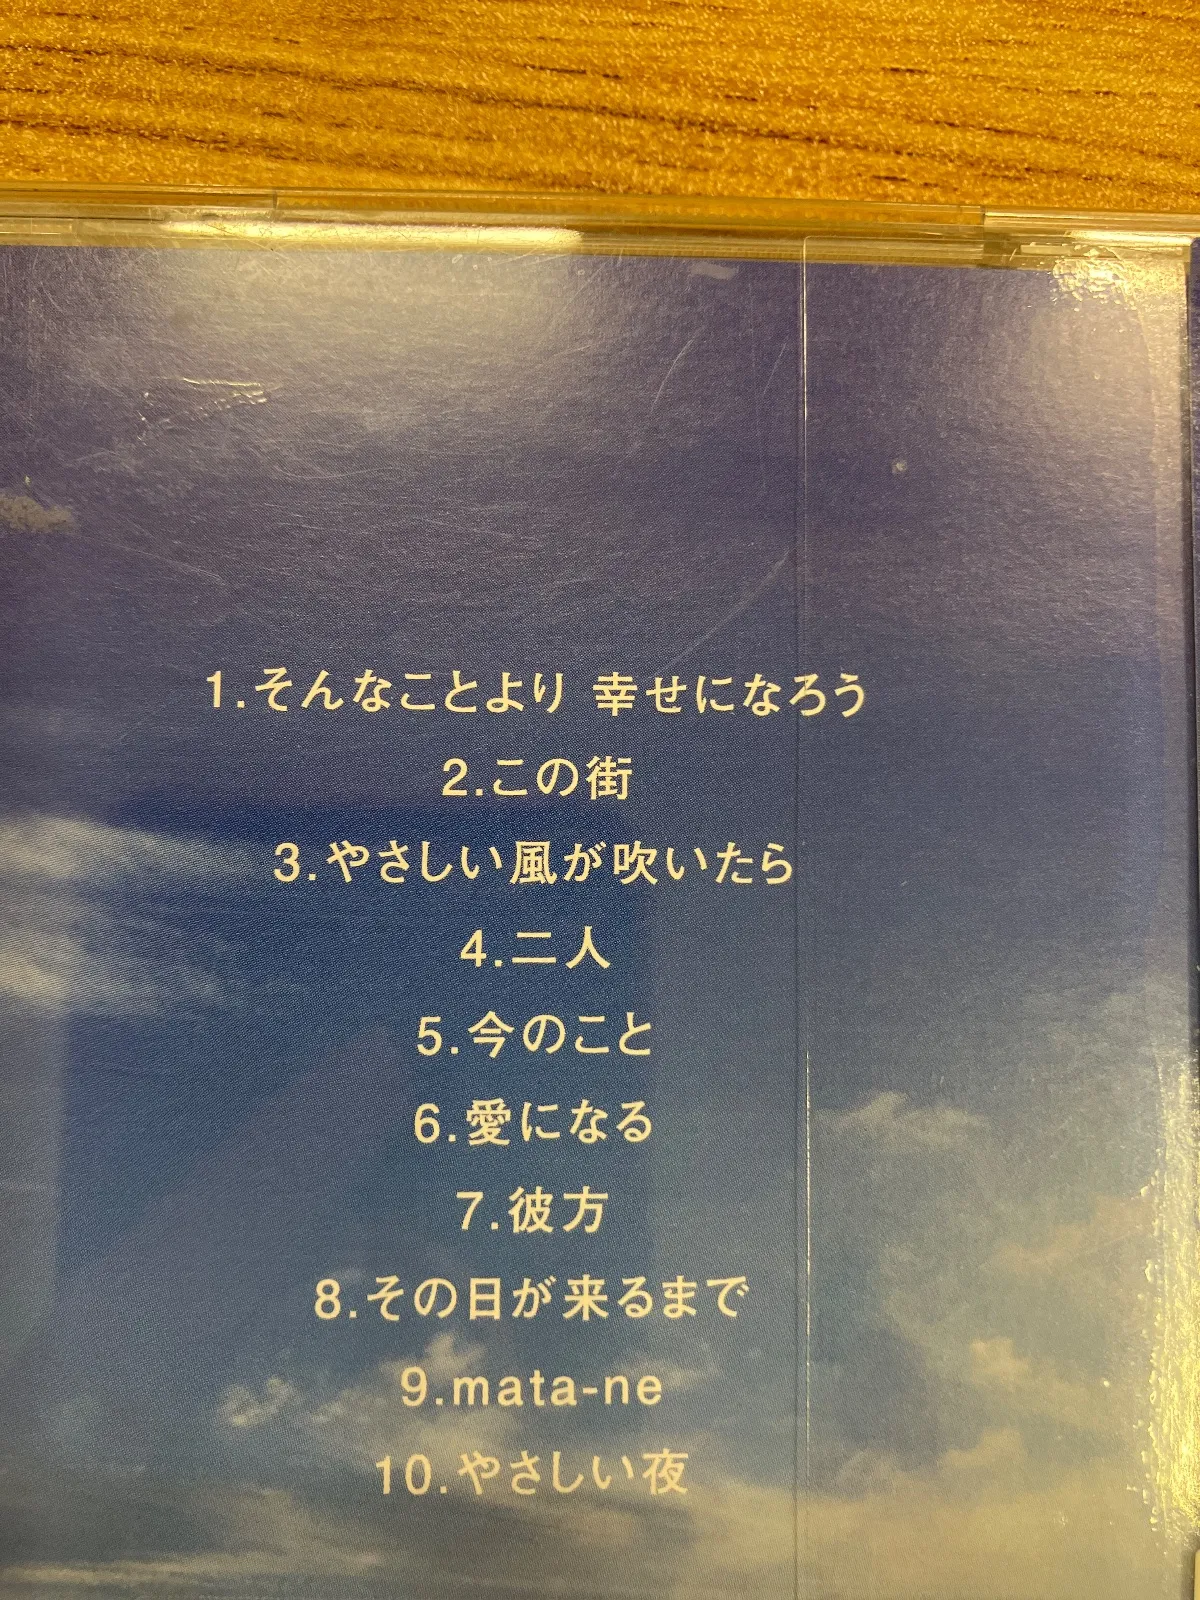 1.そんなことより 幸せになろう
2.この街
3.やさしい風が吹いたら
4.二人
5.今のこと
6.愛になる
7.彼方
8.その日が来るまで
9.mata-ne
10.やさしい夜